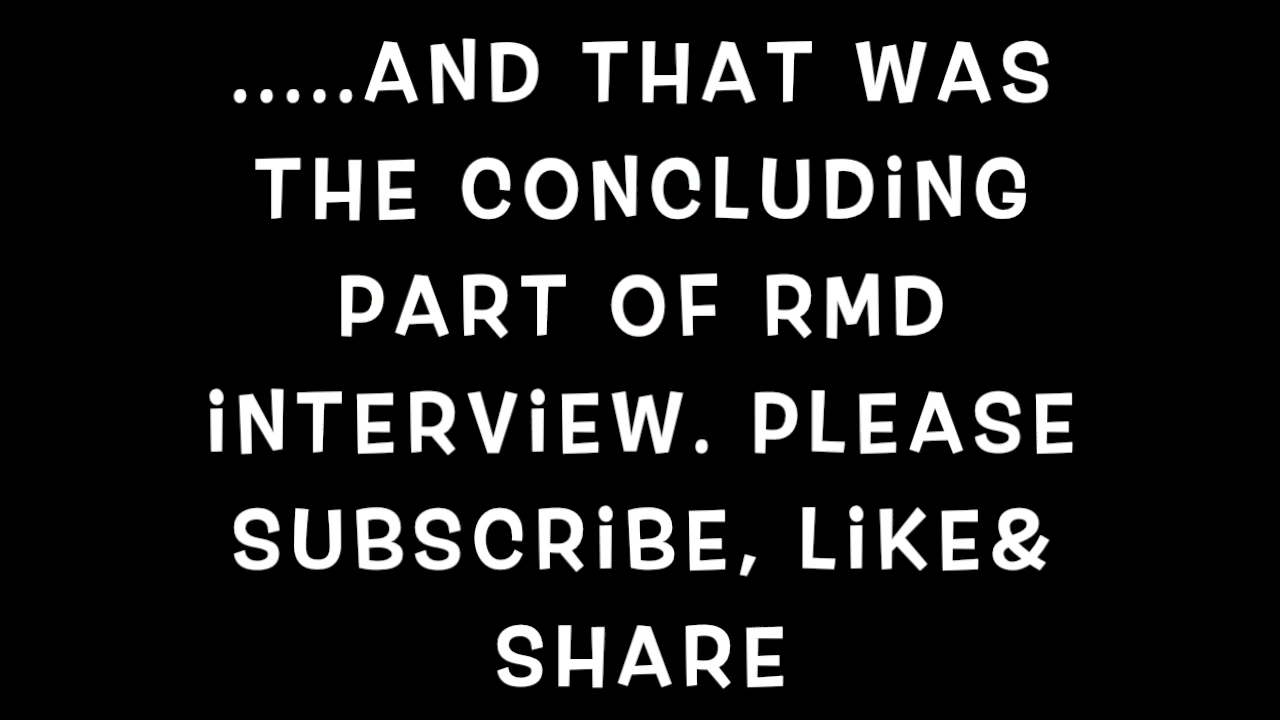 .....AND THAT WAS
THE CONCLUDiNG
PART OF RMD
iNTERViEW. PLEASE
SUBSCRiBE, LiKE&
SHARE